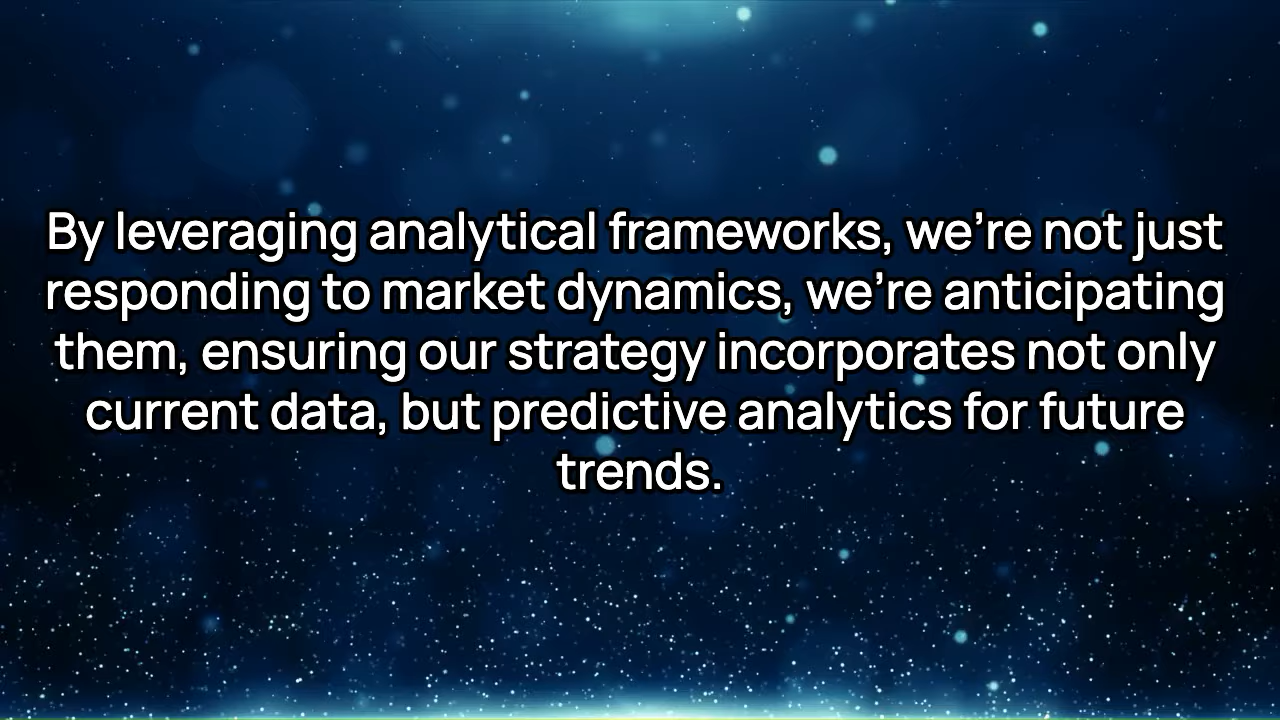 By leveraging analytical frameworks, we’re not just
responding to market dynamics, we’re anticipating
them, ensuring our strategy incorporates not only
current data, but predictive analytics for future
trends.